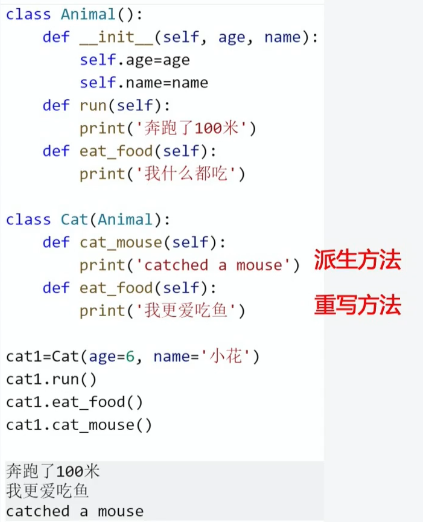 class Animal():
    def __init__(self, age, name):
        self.age=age
        self.name=name
    def run(self):
        print('奔跑了100米')
    def eat_food(self):
        print('我什么都吃')
class Cat(Animal):
    def cat_mouse(self):
        print('catched a mouse') 派生方法
    def eat_food(self):
        print('我更爱吃鱼') 重写方法
cat1=Cat(age=6, name='小花')
cat1.run()
cat1.eat_food()
cat1.cat_mouse()
奔跑了100米
我更爱吃鱼
catched a mouse